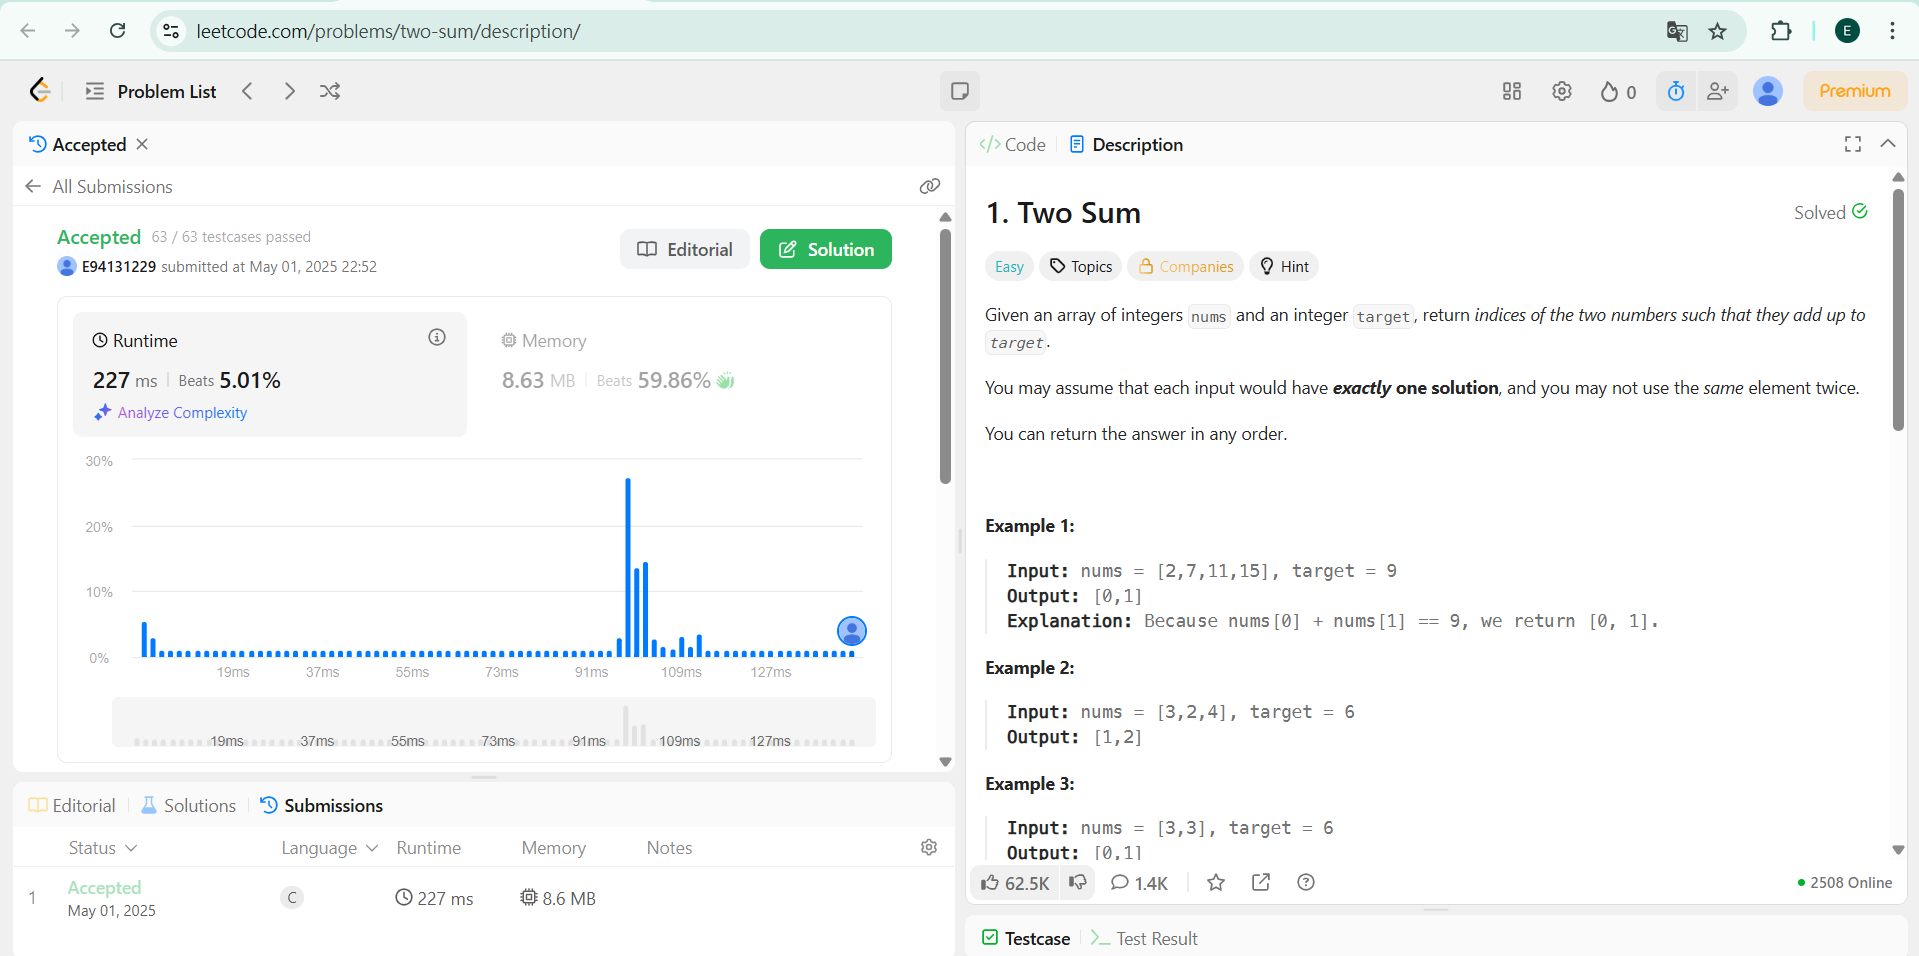 leetcode.com/problems/two-sum/description/
E
Problem List
0
Premium
Accepted
All Submissions
Accepted 63 / 63 testcases passed
E94131229 submitted at May 01, 2025 22:52
Editorial
Solution
Runtime
227 ms Beats 5.01%
Analyze Complexity
Memory
8.63 MB Beats 59.86%
30%
20%
10%
0%
19ms 37ms 55ms 73ms 91ms 109ms 127ms
19ms 37ms 55ms 73ms 91ms 109ms 127ms
Editorial Solutions Submissions
Status Language Runtime Memory Notes
1 Accepted C 227 ms 8.6 MB
May 01, 2025
</> Code Description
1. Two Sum
Solved
Easy Topics Companies Hint
Given an array of integers nums and an integer target, return indices of the two numbers such that they add up to
target.
You may assume that each input would have exactly one solution, and you may not use the same element twice.
You can return the answer in any order.
Example 1:
Input: nums = [2,7,11,15], target = 9
Output: [0,1]
Explanation: Because nums[0] + nums[1] == 9, we return [0, 1].
Example 2:
Input: nums = [3,2,4], target = 6
Output: [1,2]
Example 3:
Input: nums = [3,3], target = 6
Output: [0,1]
62.5K 1.4K
2508 Online
Testcase Test Result